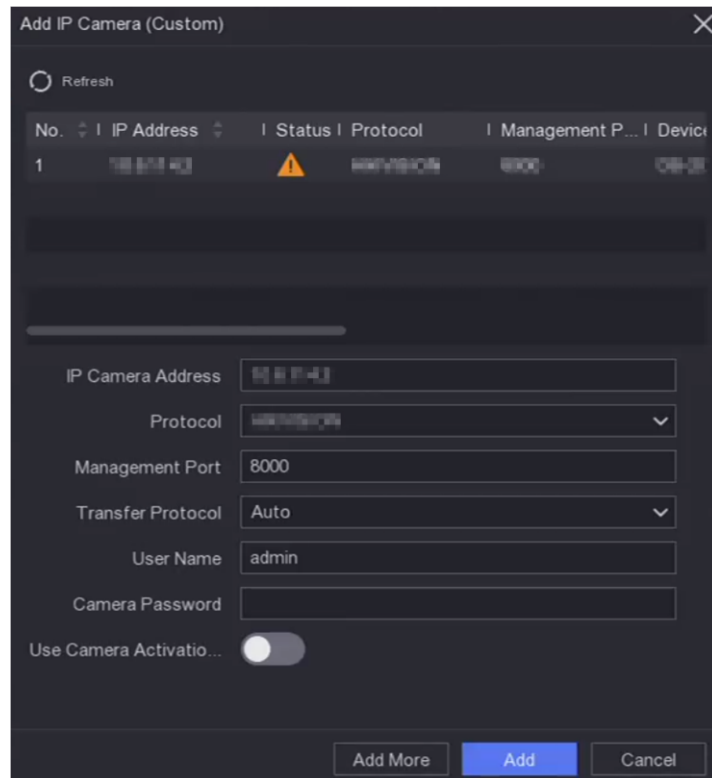 Add IP Camera (Custom)
Refresh
No. IP Address Status Protocol Management P... Device
1
IP Camera Address
Protocol
Management Port 8000
Transfer Protocol Auto
User Name admin
Camera Password
Use Camera Activatio...
Add More Add Cancel